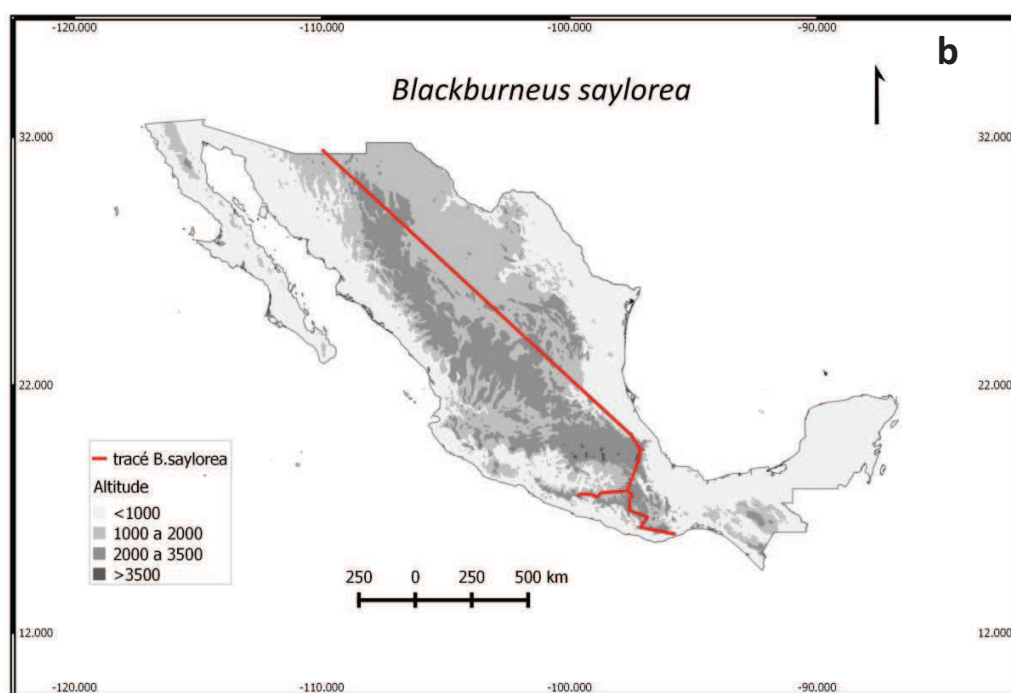 -120.000 -110.000 -100.000 -90.000
b
Blackburneus saylorea
32.000 32.000
22.000 22.000
tracé B.saylorea
Altitude
<1000
1000 a 2000
2000 a 3500
>3500
250 0 250 500 km
12.000 12.000
-120.000 -110.000 -100.000 -90.000